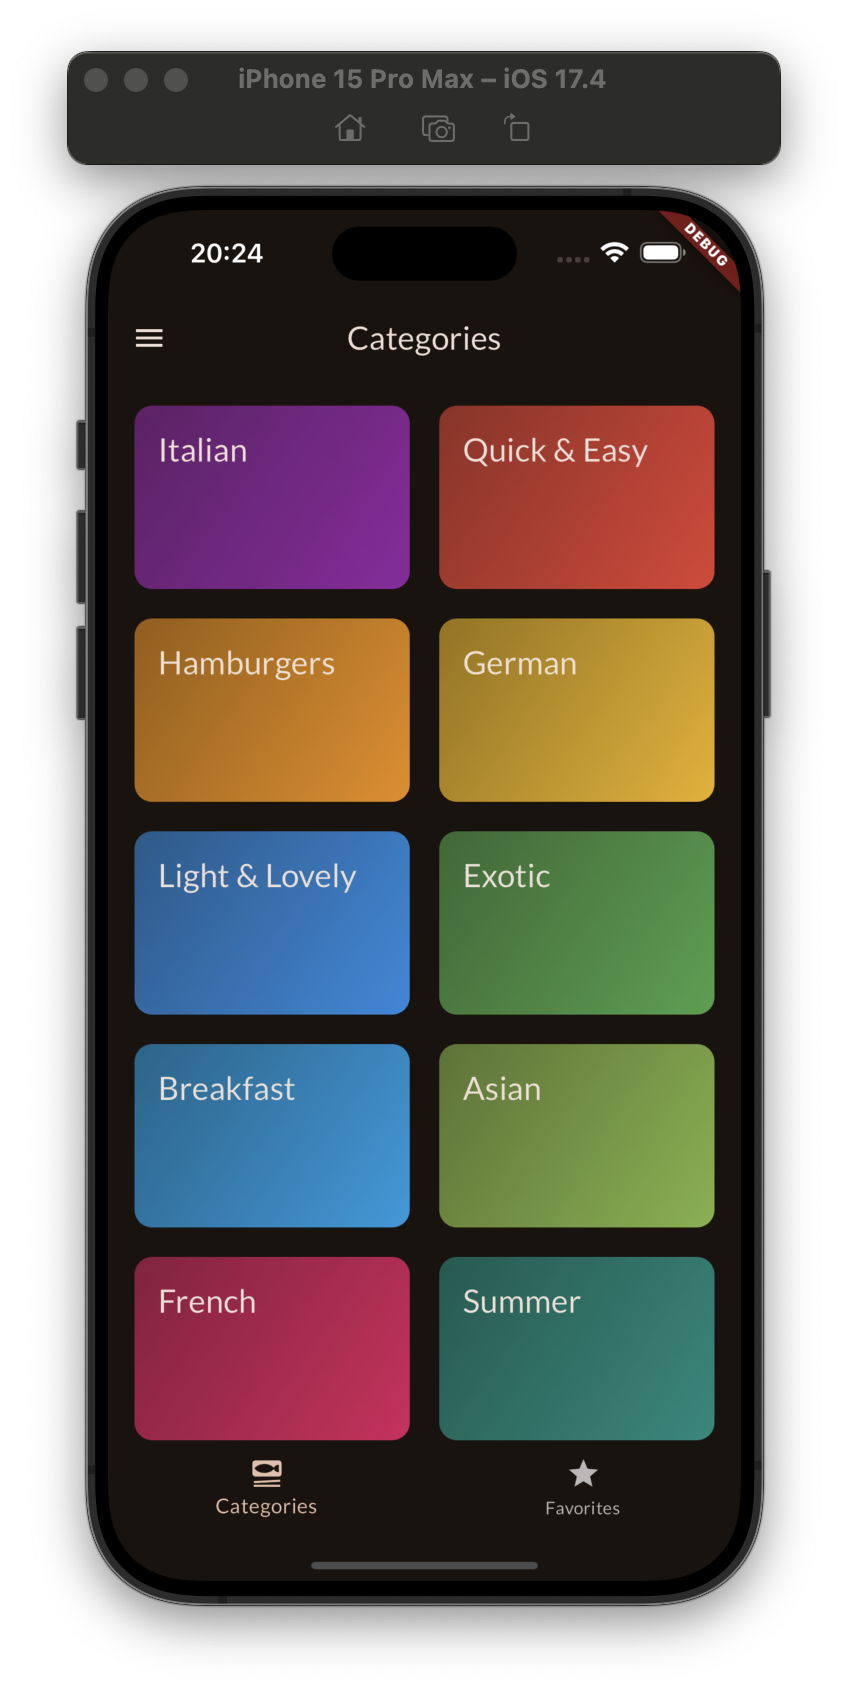 iPhone 15 Pro Max – iOS 17.4
20:24
DEBUG
Categories
Italian
Quick & Easy
Hamburgers
German
Light & Lovely
Exotic
Breakfast
Asian
French
Summer
Categories
Favorites